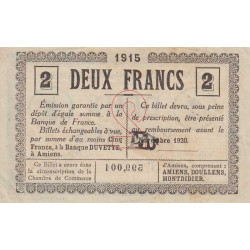 1915
2 DEUX FRANCS 2
Émission garantie par un
dépôt d'égale somme à la
Banque de France.
Billets échangeables à vue,
par somme d'au moins Cinq
Francs, à la Banque DUVETTE,
à Amiens.
Ce billet devra, sous peine
de prescription, être présenté
au remboursement avant le
1920.
Ce Billet a cours dans la
circonscription de la
Chambre de Commerce
100,265
d'Amiens, comprenant :
AMIENS, DOULLENS,
MONTDIDIER.